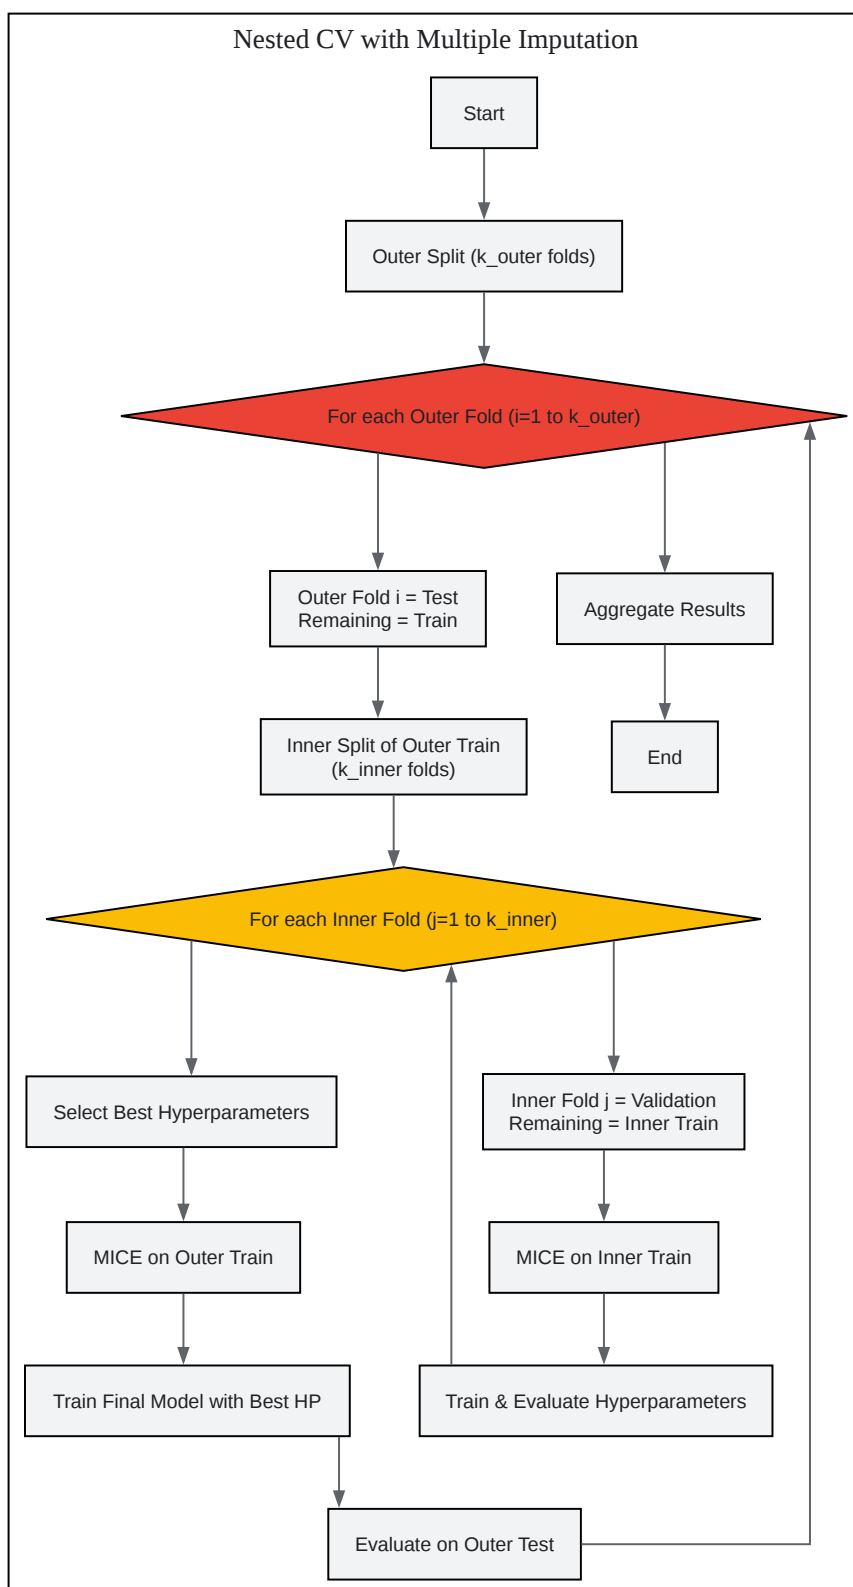 Nested CV with Multiple Imputation
Start
Outer Split (k_outer folds)
For each Outer Fold (i=1 to k_outer)
Outer Fold i = Test
Remaining = Train
Aggregate Results
Inner Split of Outer Train
(k_inner folds)
End
For each Inner Fold (j=1 to k_inner)
Select Best Hyperparameters
Inner Fold j = Validation
Remaining = Inner Train
MICE on Outer Train
MICE on Inner Train
Train Final Model with Best HP
Train & Evaluate Hyperparameters
Evaluate on Outer Test